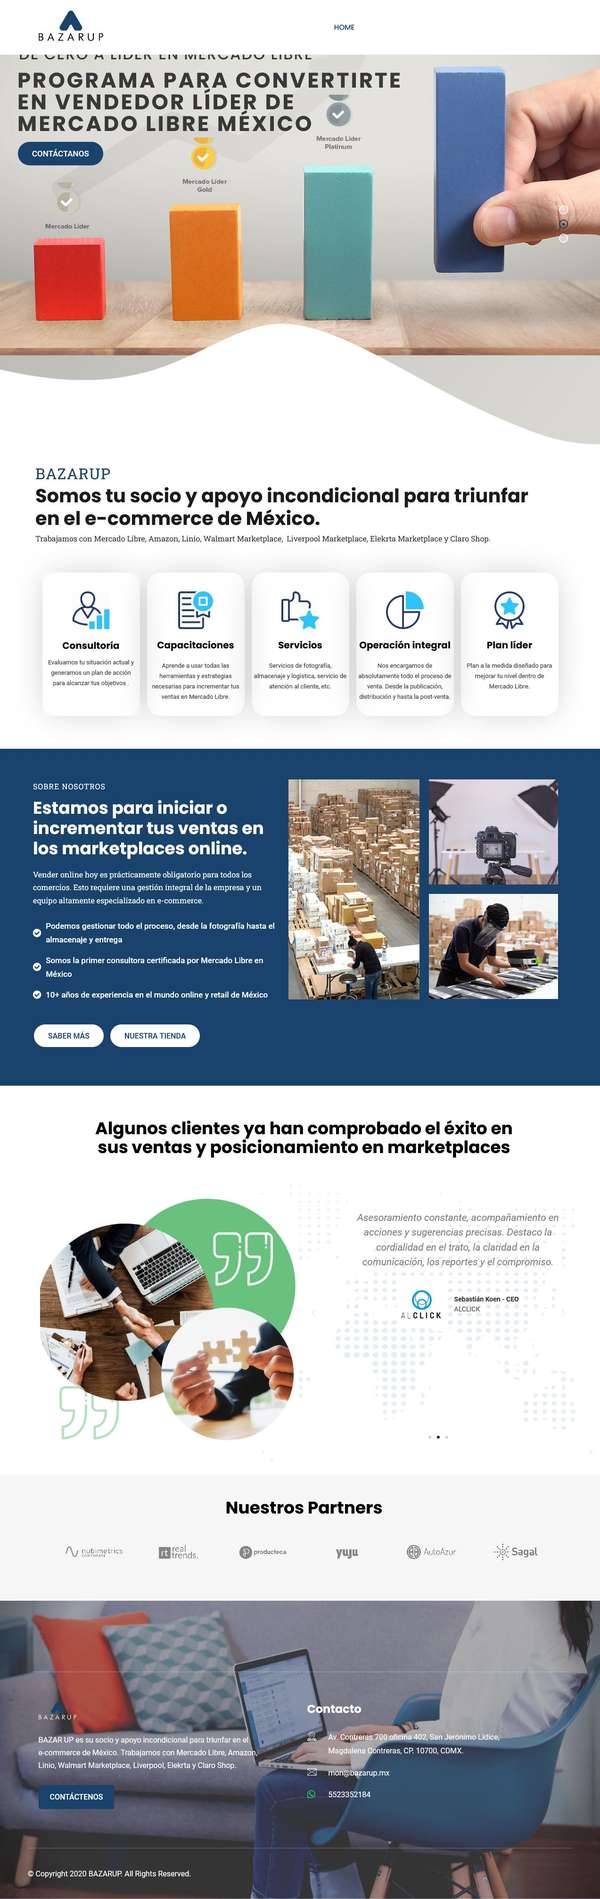 BAZARUP
HOME
DE CERO A LÍDER EN MERCADO LIBRE
PROGRAMA PARA CONVERTIRTE
EN VENDEDOR LÍDER DE
MERCADO LIBRE MÉXICO
CONTÁCTANOS
Mercado Líder
Platinum
Mercado Líder
Gold
Mercado Líder
BAZARUP
Somos tu socio y apoyo incondicional para triunfar
en el e-commerce de México.
Trabajamos con Mercado Libre, Amazon, Linio, Walmart Marketplace, Liverpool Marketplace, Elekrta Marketplace y Claro Shop.
Consultoría
Evaluamos tu situación actual y
generamos un plan de acción
para alcanzar tus objetivos .
Capacitaciones
Aprende a usar todas las
herramientas y estrategias
necesarias para incrementar tus
ventas en Mercado Libre.
Servicios
Servicios de fotografía,
almacenaje y logística, servicio de
atención al cliente, etc.
Operación integral
Nos encargamos de
absolutamente todo el proceso de
venta. Desde la publicación,
distribución y hasta la post-venta.
Plan líder
Plan a la medida diseñado para
mejorar tu nivel dentro de
Mercado Libre.
SOBRE NOSOTROS
Estamos para iniciar o
incrementar tus ventas en
los marketplaces online.
Vender online hoy es prácticamente obligatorio para todos los
comercios. Esto requiere una gestión integral de la empresa y un
equipo altamente especializado en e-commerce.
Podemos gestionar todo el proceso, desde la fotografía hasta el
almacenaje y entrega
Somos la primer consultora certificada por Mercado Libre en
México
10+ años de experiencia en el mundo online y retail de México
SABER MÁS
NUESTRA TIENDA
Algunos clientes ya han comprobado el éxito en
sus ventas y posicionamiento en marketplaces
Asesoramiento constante, acompañamiento en
acciones y sugerencias precisas. Destaco la
cordialidad en el trato, la claridad en la
comunicación, los reportes y el compromiso.
ALCLICK
Sebastián Koen - CEO
ALCLICK
Nuestros Partners
nubimetrics
rt real
trends.
producteca
yuju
AutoAzur
Sagal
BAZARUP
BAZAR UP es su socio y apoyo incondicional para triunfar en el
e-commerce de México. Trabajamos con Mercado Libre, Amazon,
Linio, Walmart Marketplace, Liverpool, Elekrta y Claro Shop.
CONTÁCTENOS
Contacto
Av. Contreras 700 oficina 402, San Jerónimo Lídice,
Magdalena Contreras, CP. 10700, CDMX.
mon@bazarup.mx
5523352184
© Copyright 2020 BAZARUP. All Rights Reserved.